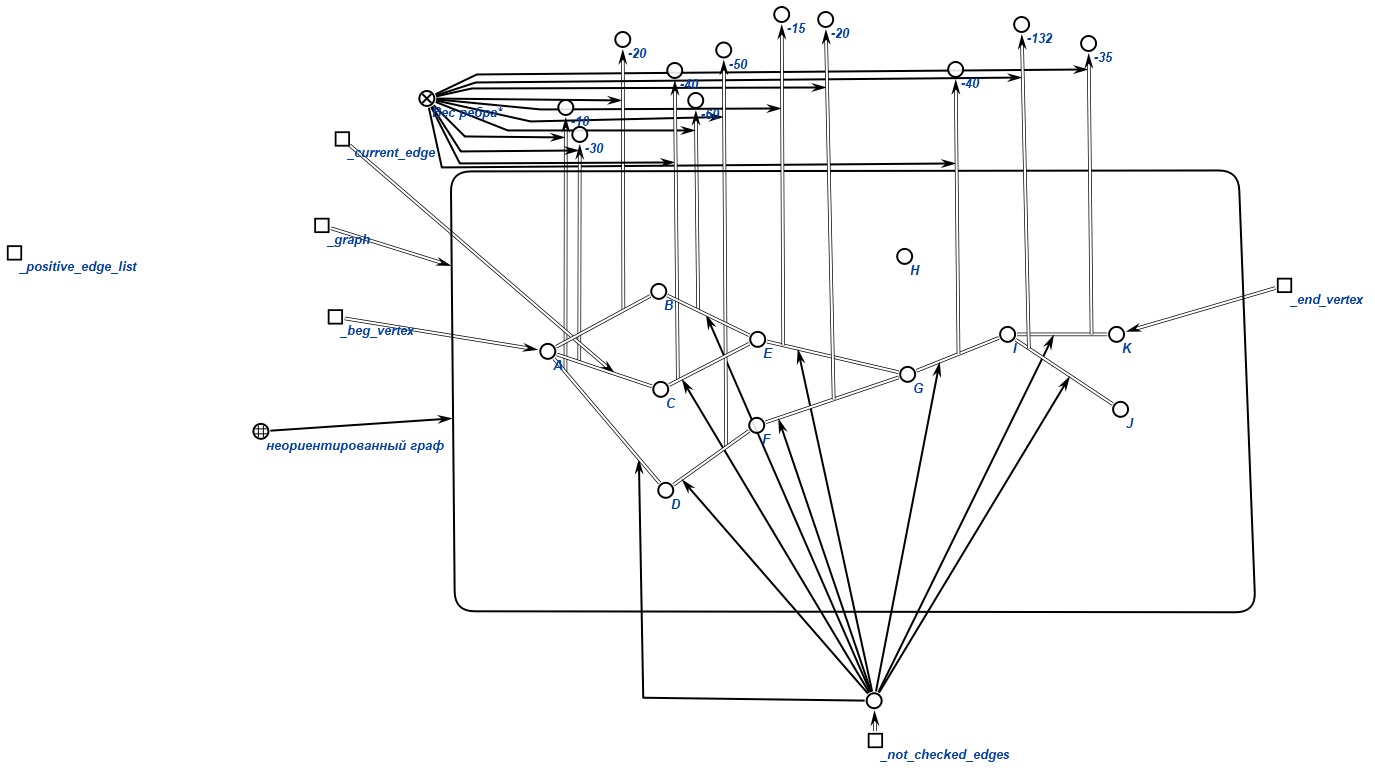 -15
-20
-132
-20
-35
-50
-40
-40
Вес ребра*
-10
-60
-30
_current_edge
_graph
_positive_edge_list
H
_end_vertex
B
_beg_vertex
E
I
K
A
G
C
J
F
неориентированный граф
D
_not_checked_edges